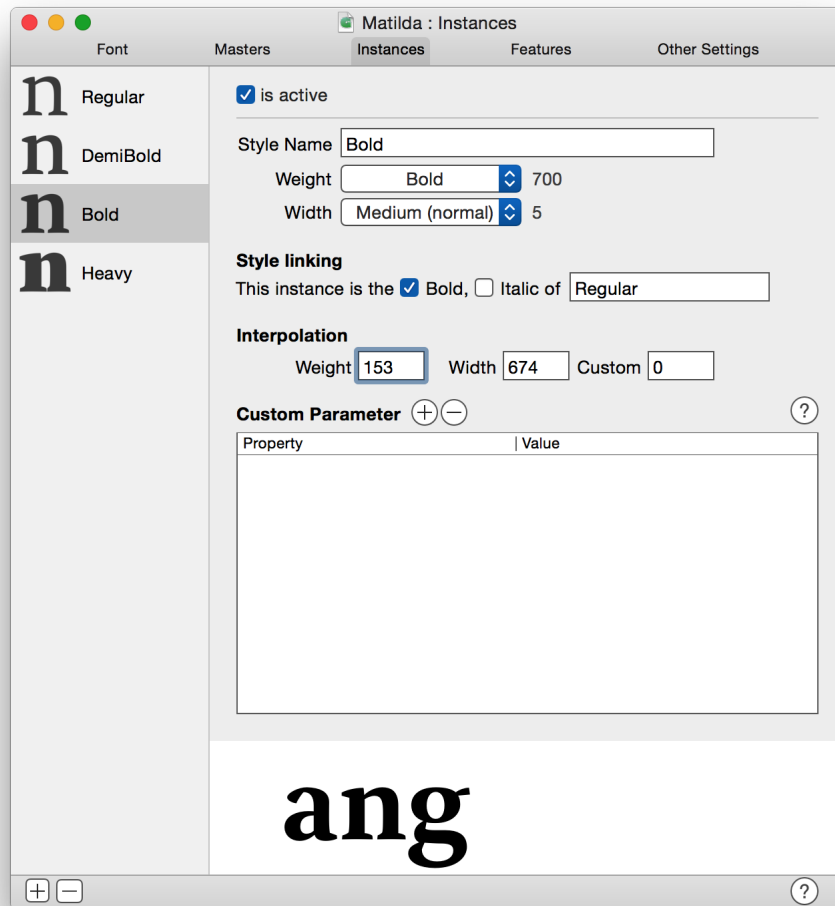 Matilda : Instances
Font Masters Instances Features Other Settings
n Regular
n DemiBold
n Bold
n Heavy
is active
Style Name Bold
Weight Bold 700
Width Medium (normal) 5
Style linking
This instance is the Bold, Italic of Regular
Interpolation
Weight 153 Width 674 Custom 0
Custom Parameter + − ?
Property Value
ang
+ − ?